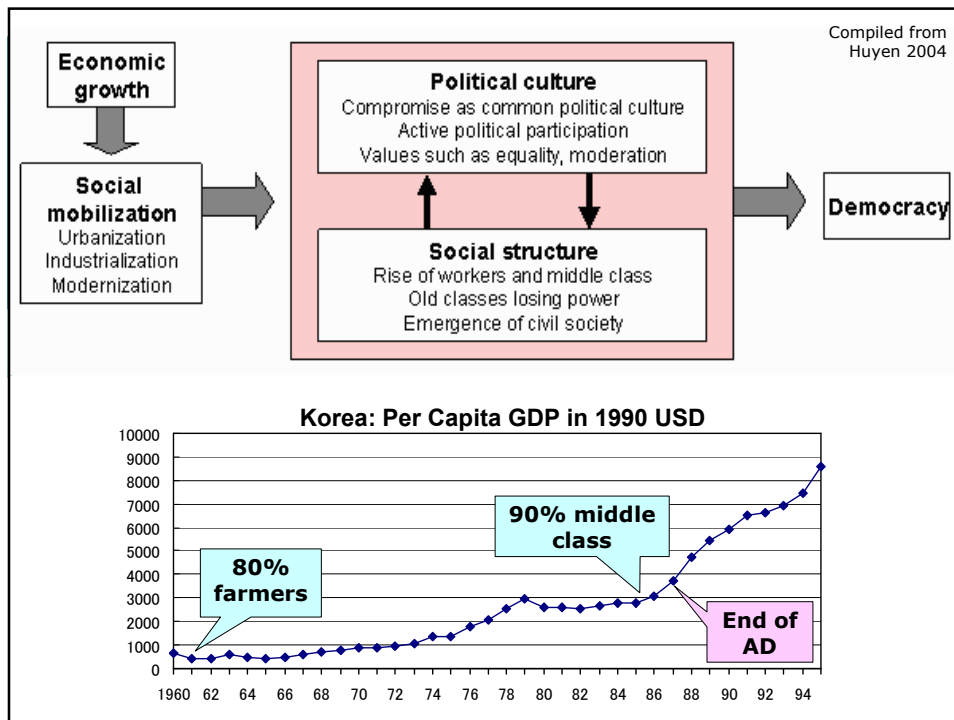 Compiled from
Huyen 2004
Economic
growth
Social
mobilization
Urbanization
Industrialization
Modernization
Political culture
Compromise as common political culture
Active political participation
Values such as equality, moderation
Social structure
Rise of workers and middle class
Old classes losing power
Emergence of civil society
Democracy
Korea: Per Capita GDP in 1990 USD
10000
9000
8000
7000
6000
5000
4000
3000
2000
1000
0
80%
farmers
90% middle
class
End of
AD
1960 62 64 66 68 70 72 74 76 78 80 82 84 86 88 90 92 94